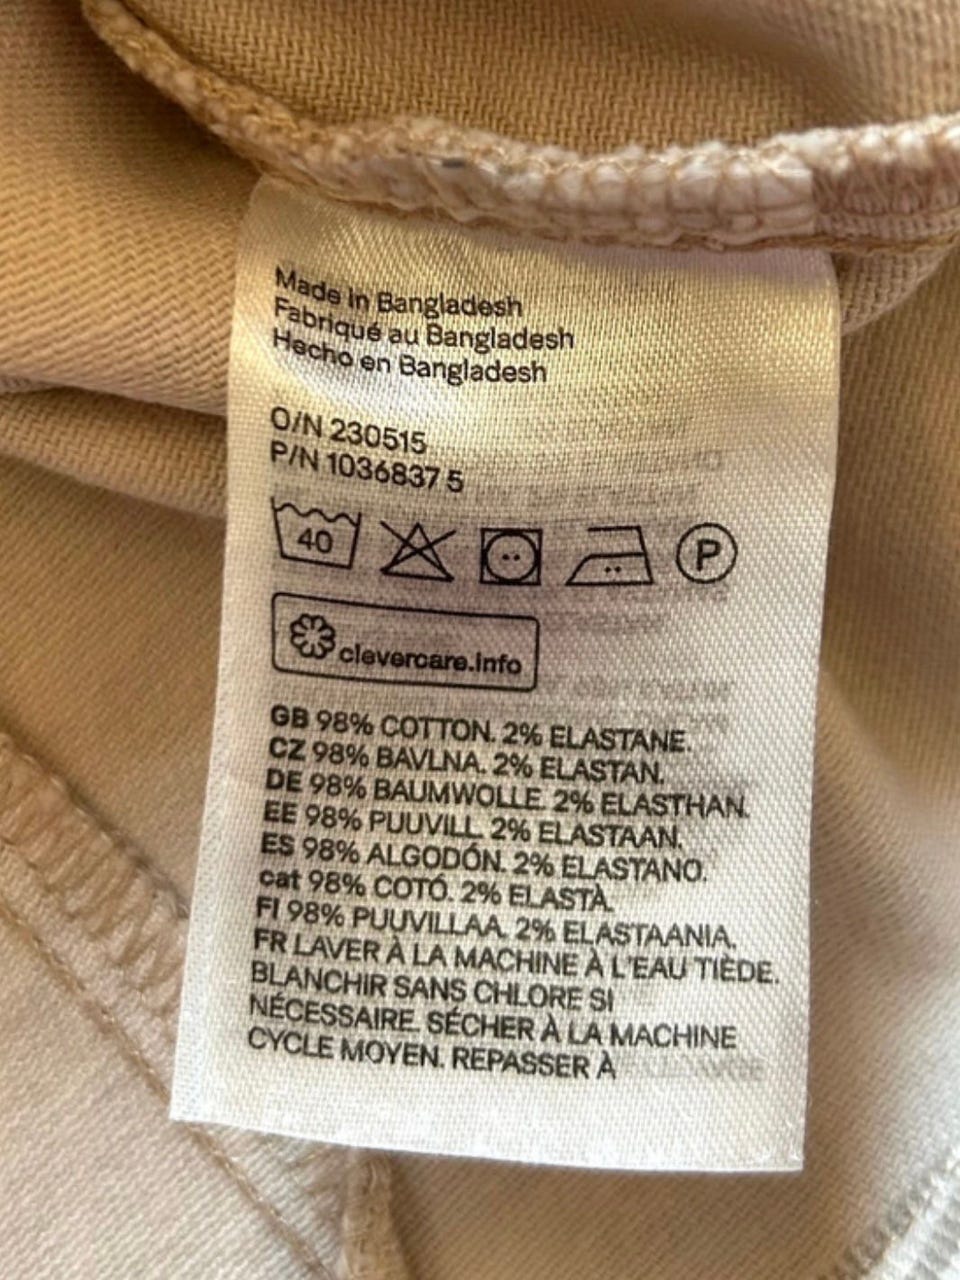 Made in Bangladesh
Fabriqué au Bangladesh
Hecho en Bangladesh
O/N 230515
P/N 1036837 5
40
P
clevercare.info
GB 98% COTTON. 2% ELASTANE.
CZ 98% BAVLNA. 2% ELASTAN.
DE 98% BAUMWOLLE. 2% ELASTHAN.
EE 98% PUUVILL. 2% ELASTAAN.
ES 98% ALGODÓN. 2% ELASTANO.
cat 98% COTÓ. 2% ELASTÀ.
FI 98% PUUVILLAA. 2% ELASTAANIA.
FR LAVER À LA MACHINE À L'EAU TIÈDE.
BLANCHIR SANS CHLORE SI
NÉCESSAIRE. SÉCHER À LA MACHINE
CYCLE MOYEN. REPASSER À